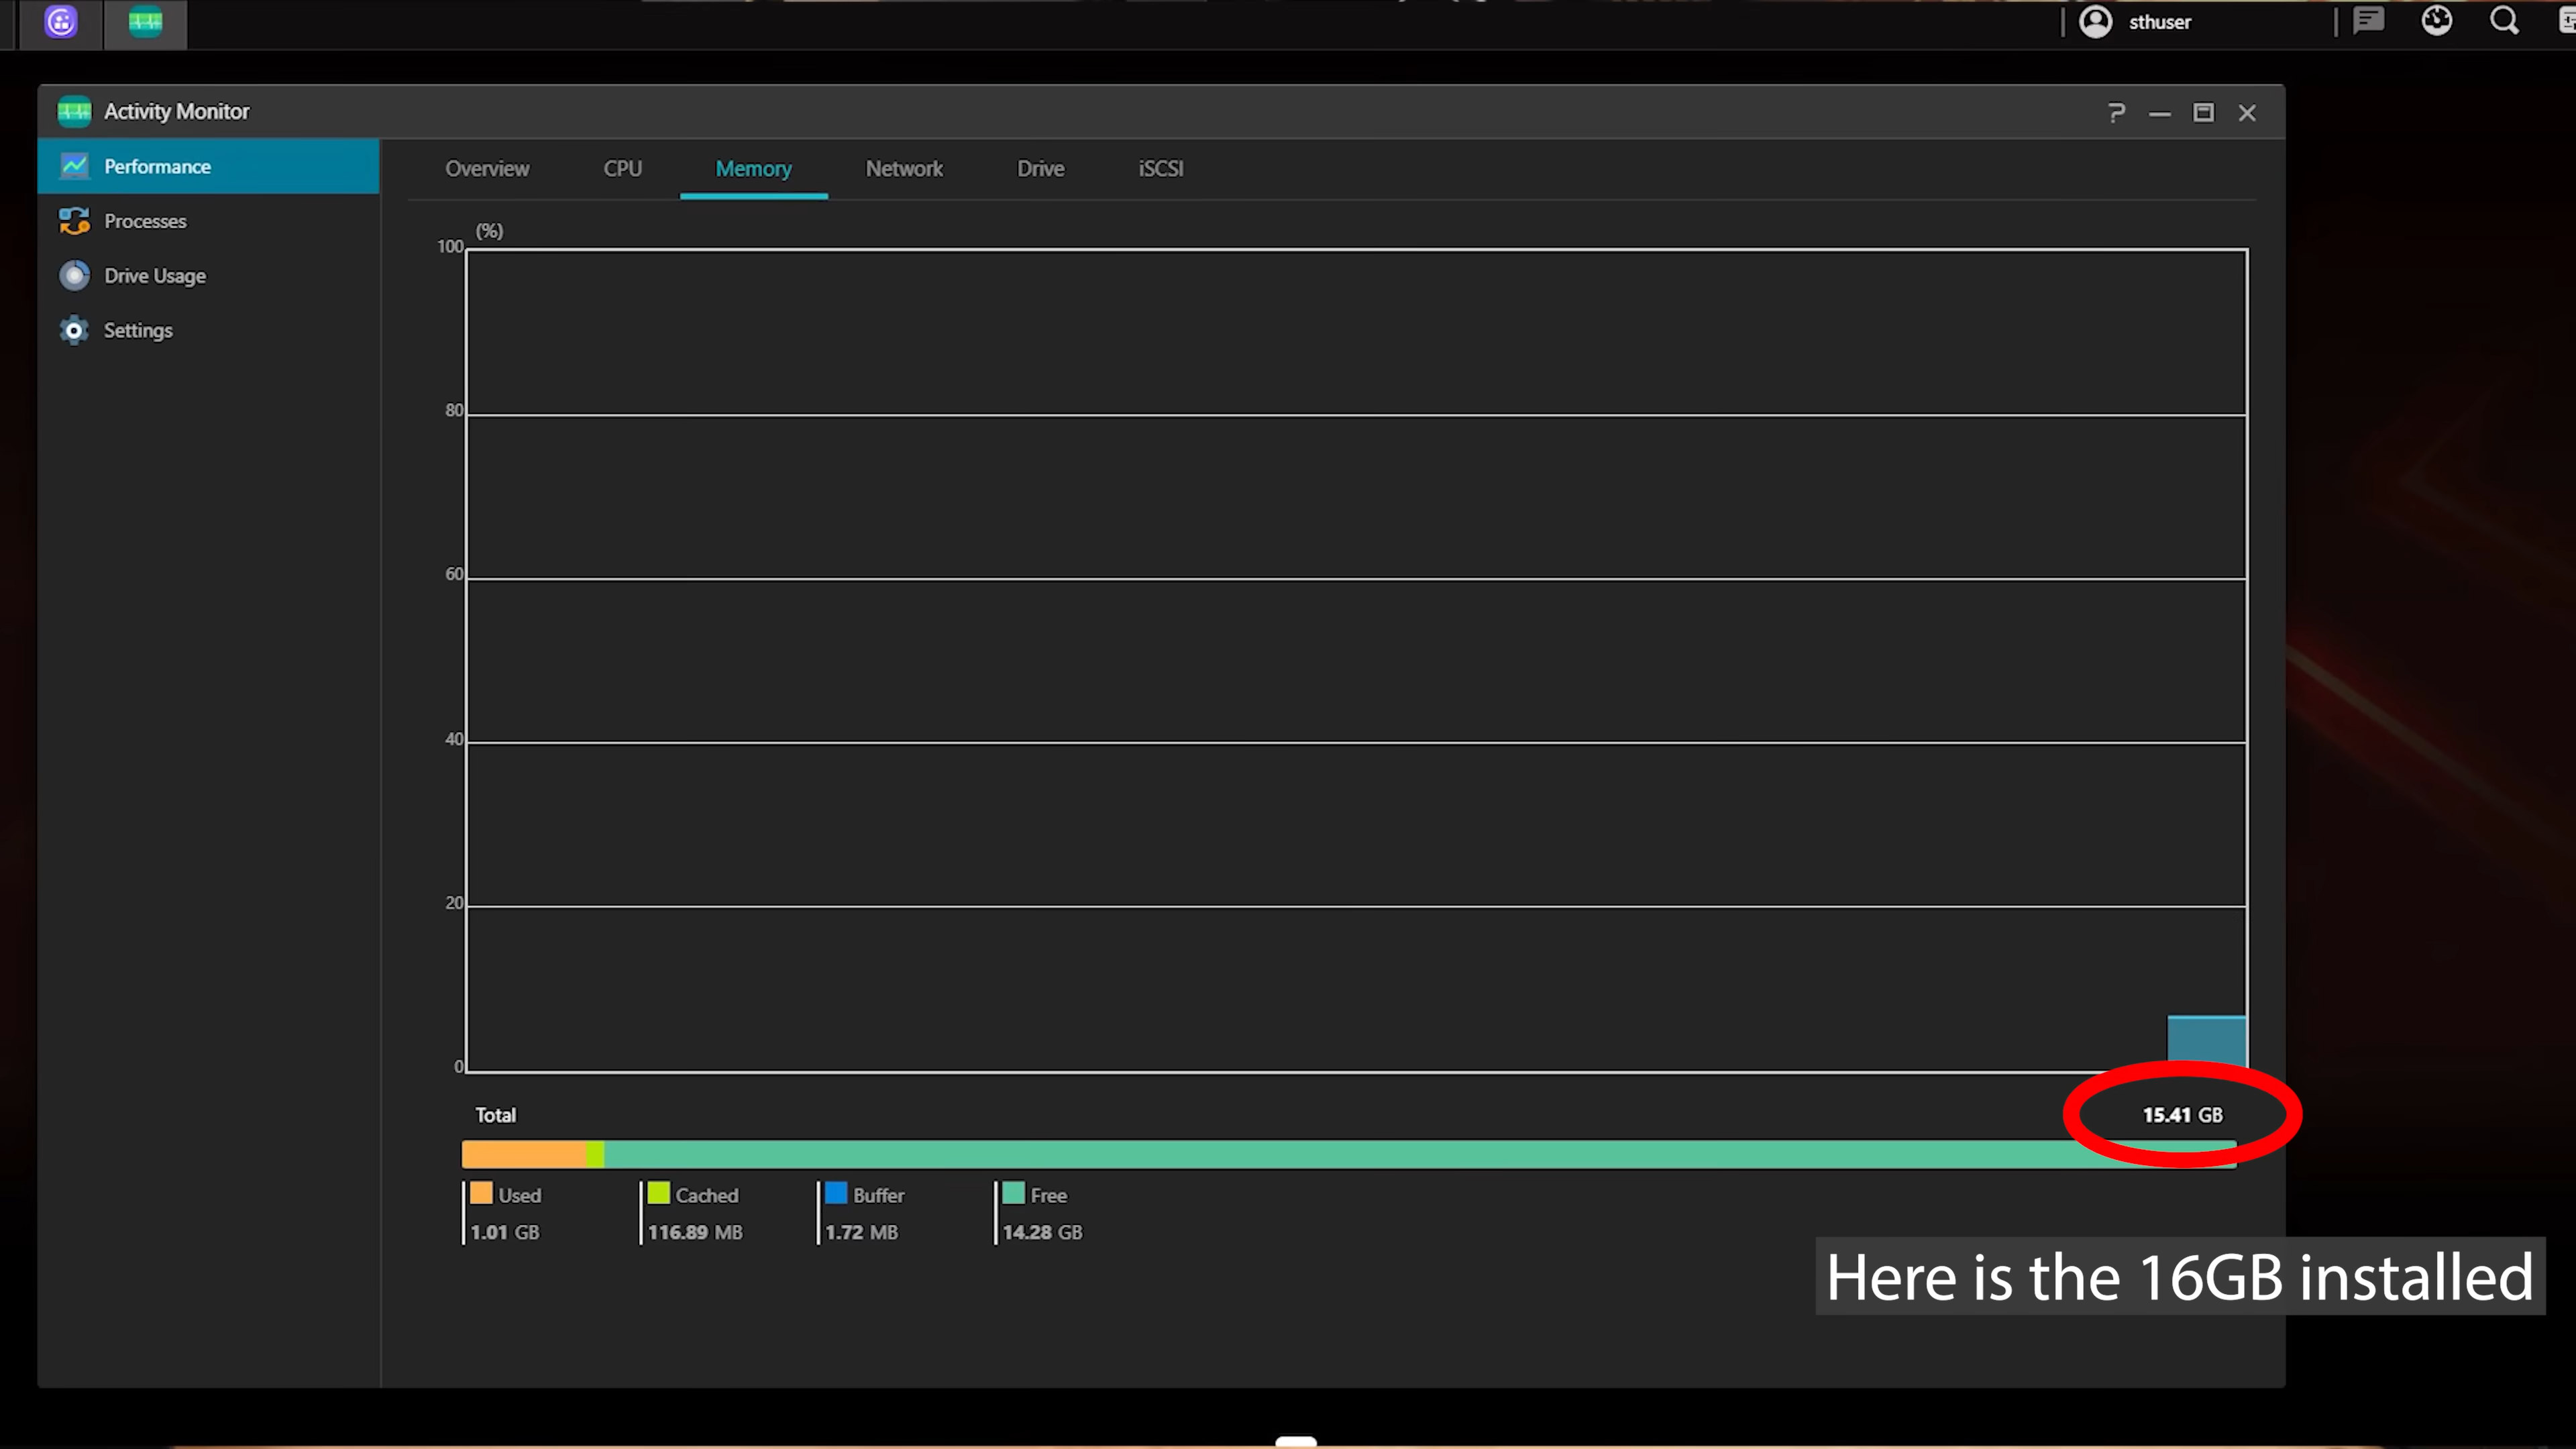 sthuser
Activity Monitor
Performance
Processes
Drive Usage
Settings
Overview CPU Memory Network Drive iSCSI
(%)
100
80
60
40
20
0
Total 15.41 GB
Used Cached Buffer Free
1.01 GB 116.89 MB 1.72 MB 14.28 GB
Here is the 16GB installed